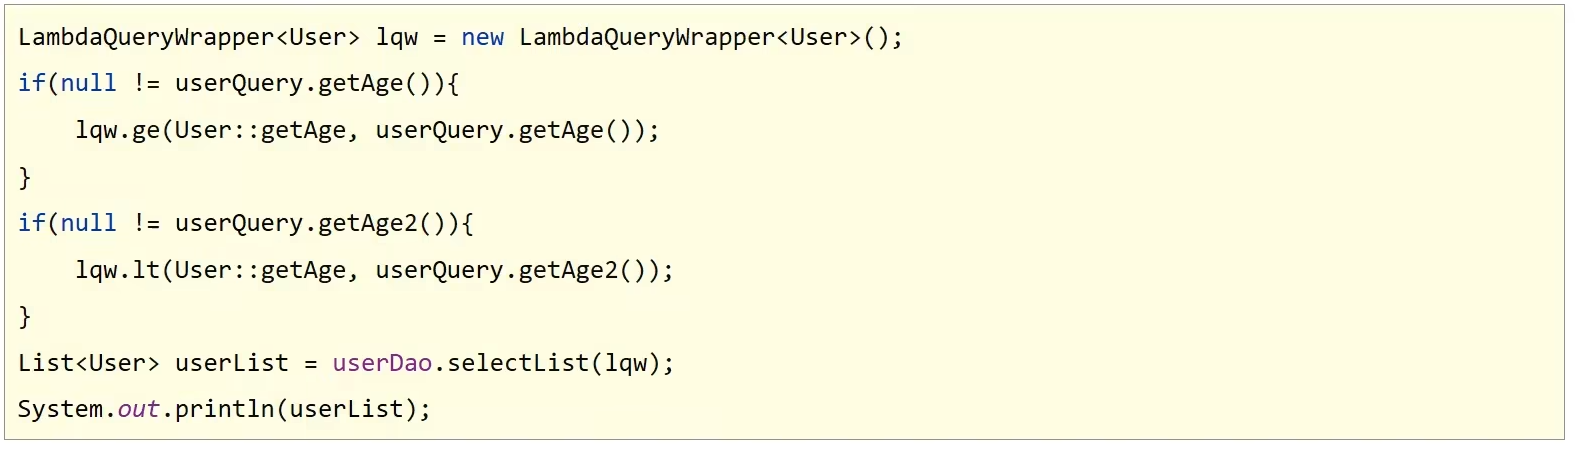 LambdaQueryWrapper<User> lqw = new LambdaQueryWrapper<User>();
if(null != userQuery.getAge()){
    lqw.ge(User::getAge, userQuery.getAge());
}
if(null != userQuery.getAge2()){
    lqw.lt(User::getAge, userQuery.getAge2());
}
List<User> userList = userDao.selectList(lqw);
System.out.println(userList);